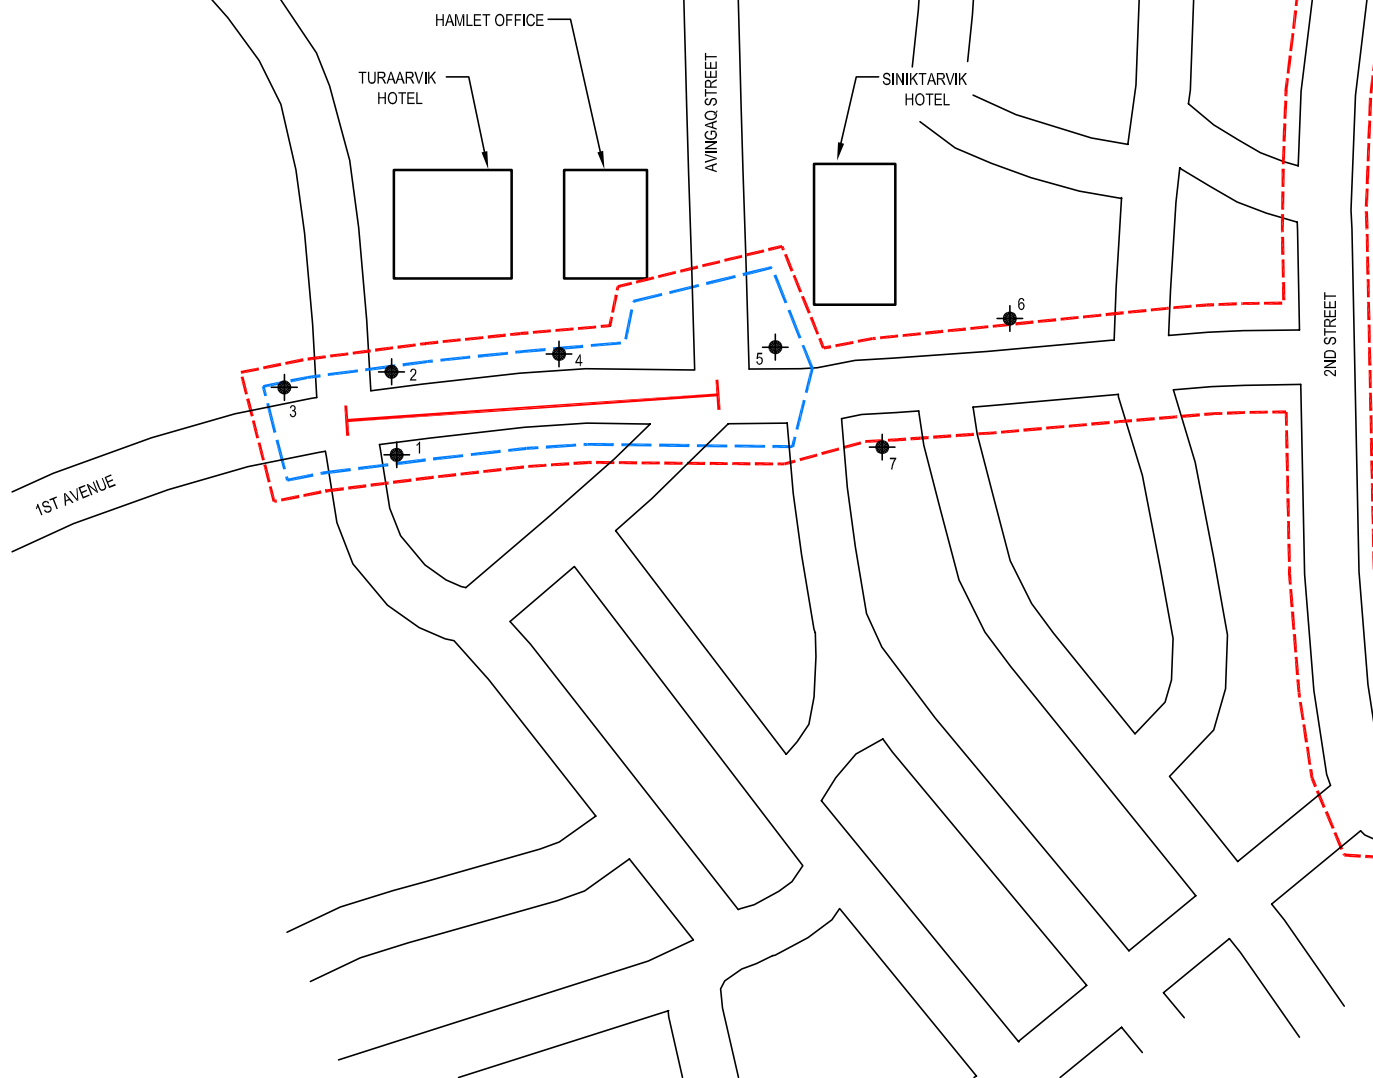 HAMLET OFFICE
TURAARVIK
HOTEL
AVINGAQ STREET
SINIKTARVIK
HOTEL
6
2ND STREET
5
4
2
3
1
7
1ST AVENUE